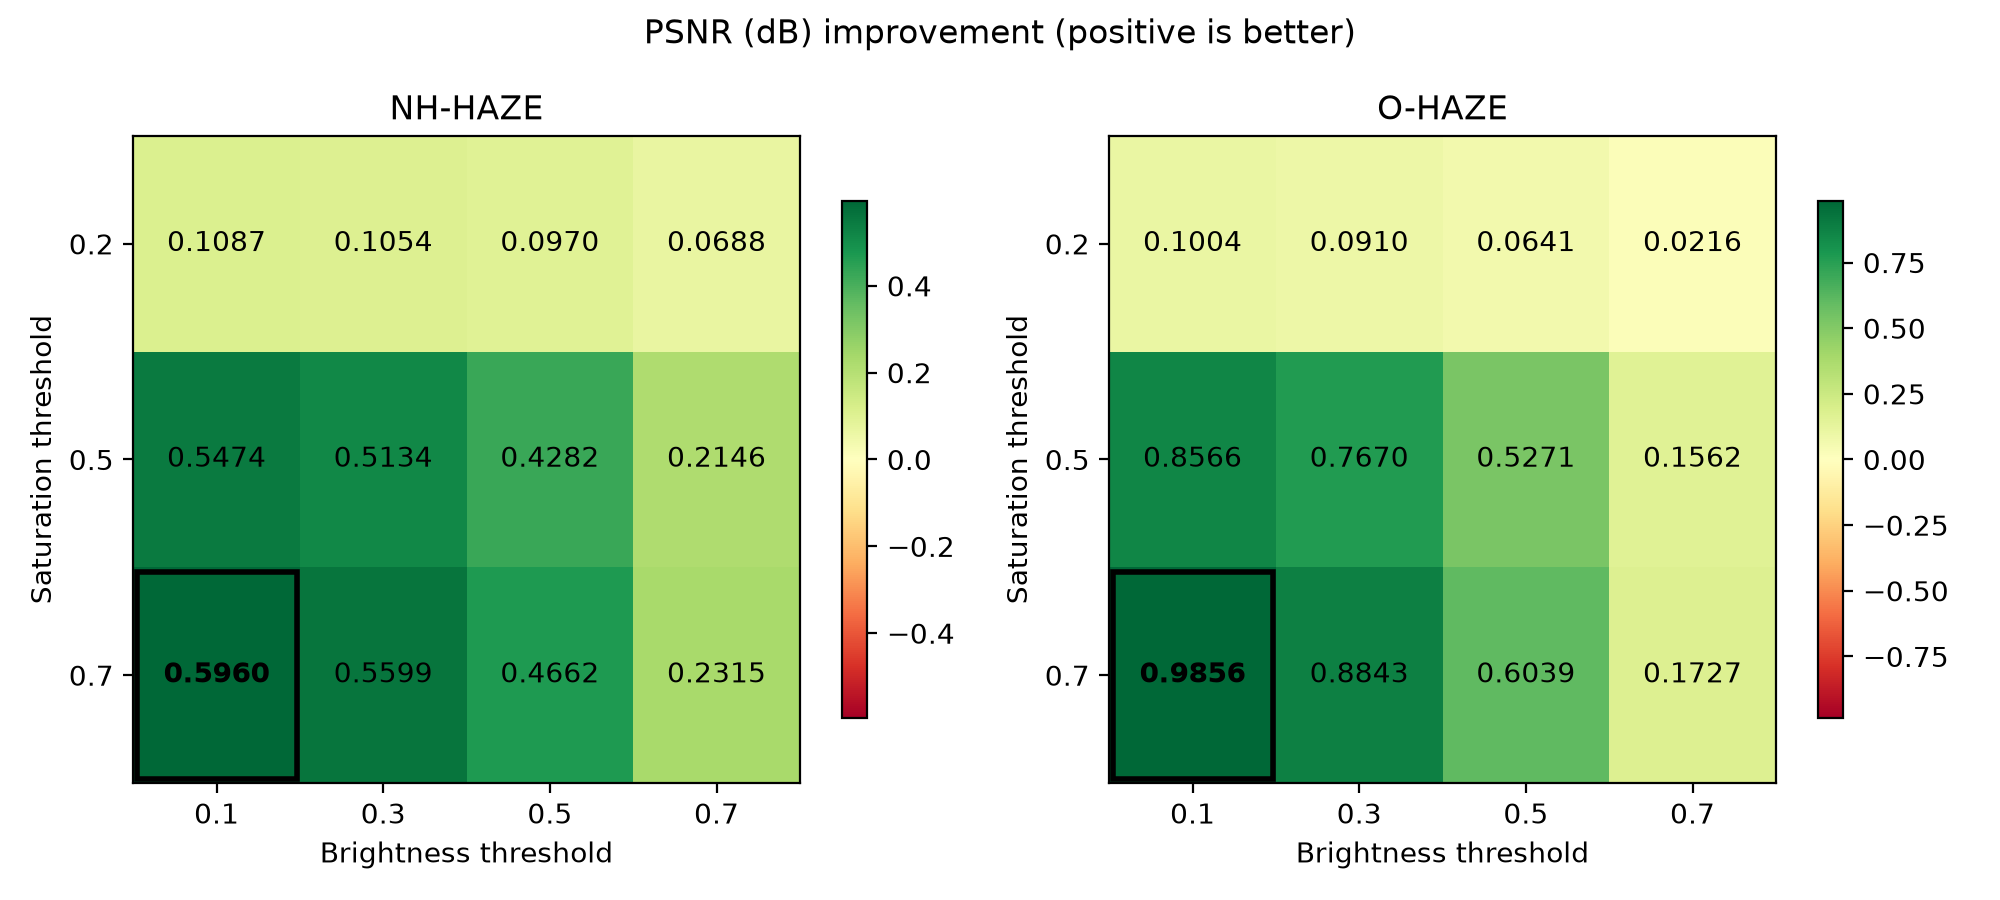 PSNR (dB) improvement (positive is better)
NH-HAZE
0.1087 0.1054 0.0970 0.0688
0.5474 0.5134 0.4282 0.2146
0.5960 0.5599 0.4662 0.2315
0.2
0.5
0.7
Saturation threshold
0.1 0.3 0.5 0.7
Brightness threshold
0.4
0.2
0.0
−0.2
−0.4
O-HAZE
0.1004 0.0910 0.0641 0.0216
0.8566 0.7670 0.5271 0.1562
0.9856 0.8843 0.6039 0.1727
0.2
0.5
0.7
Saturation threshold
0.1 0.3 0.5 0.7
Brightness threshold
0.75
0.50
0.25
0.00
−0.25
−0.50
−0.75